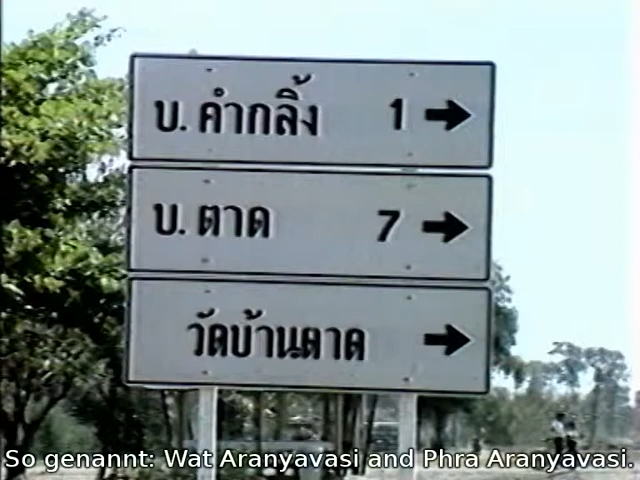 บ. คำกลิ้ง 1 →
บ. ตาด 7 →
วัดบ้านตาด →
So genannt: Wat Aranyavasi and Phra Aranyavasi.